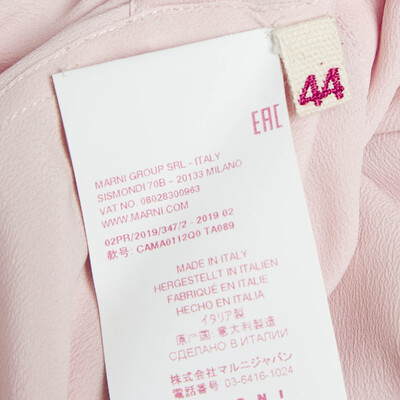 44
EAC
MARNI GROUP SRL - ITALY
SISMONDI 70B - 20133 MILANO
VAT NO. 08028300963
WWW.MARNI.COM
02PR/2019/347/2 - 2019 02
款号: CAMA0112Q0 TA089
MADE IN ITALY
HERGESTELLT IN ITALIEN
FABRIQUÉ EN ITALIE
HECHO EN ITALIA
イタリア製
原产国: 意大利製造
СДЕЛАНО В ИТАЛИИ
株式会社マルニジャパン
電話番号 03-6416-1024